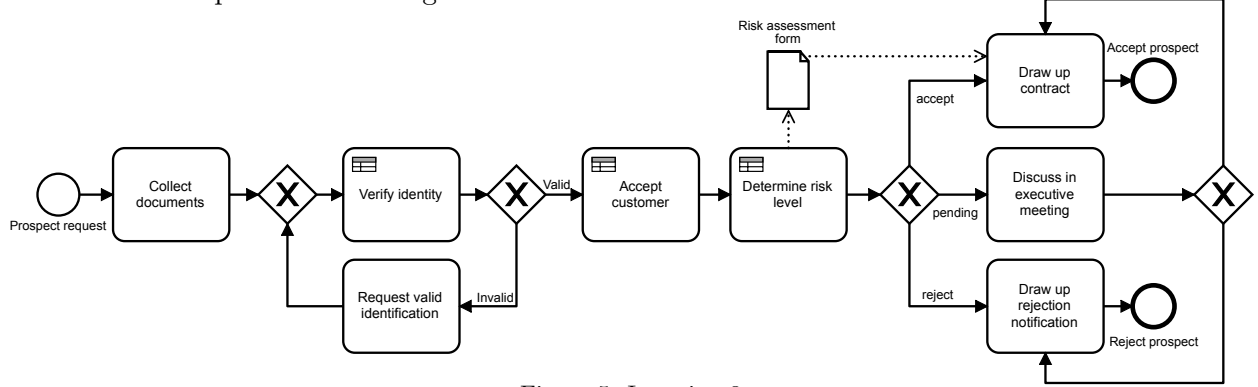 Risk assessment
form
Accept prospect
Draw up
contract
accept
Collect
documents
Verify identity
Valid
Accept
customer
Determine risk
level
Discuss in
executive
meeting
pending
Prospect request
Request valid
identification
Invalid
reject
Draw up
rejection
notification
Reject prospect